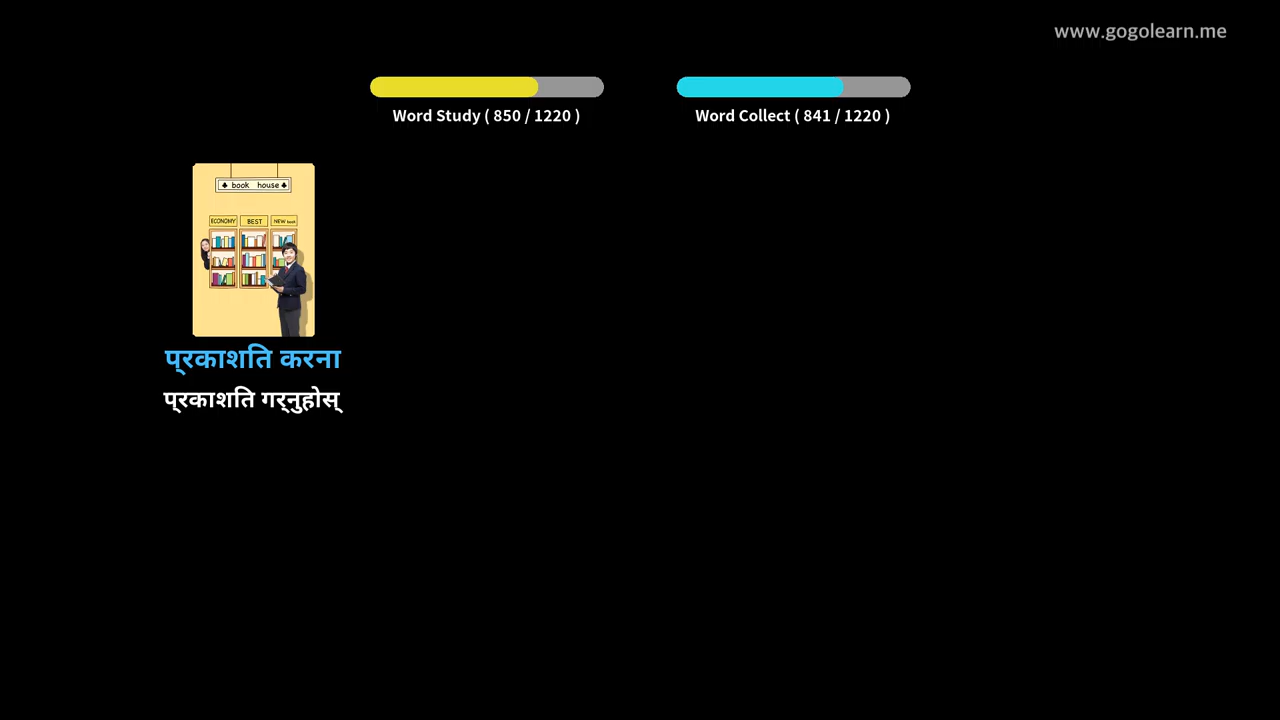 www.gogolearn.me
Word Study ( 850 / 1220 )
Word Collect ( 841 / 1220 )
book house
ECONOMY
BEST
NEW book
प्रकाशति करना
प्रकाशति गर्नुहोस्